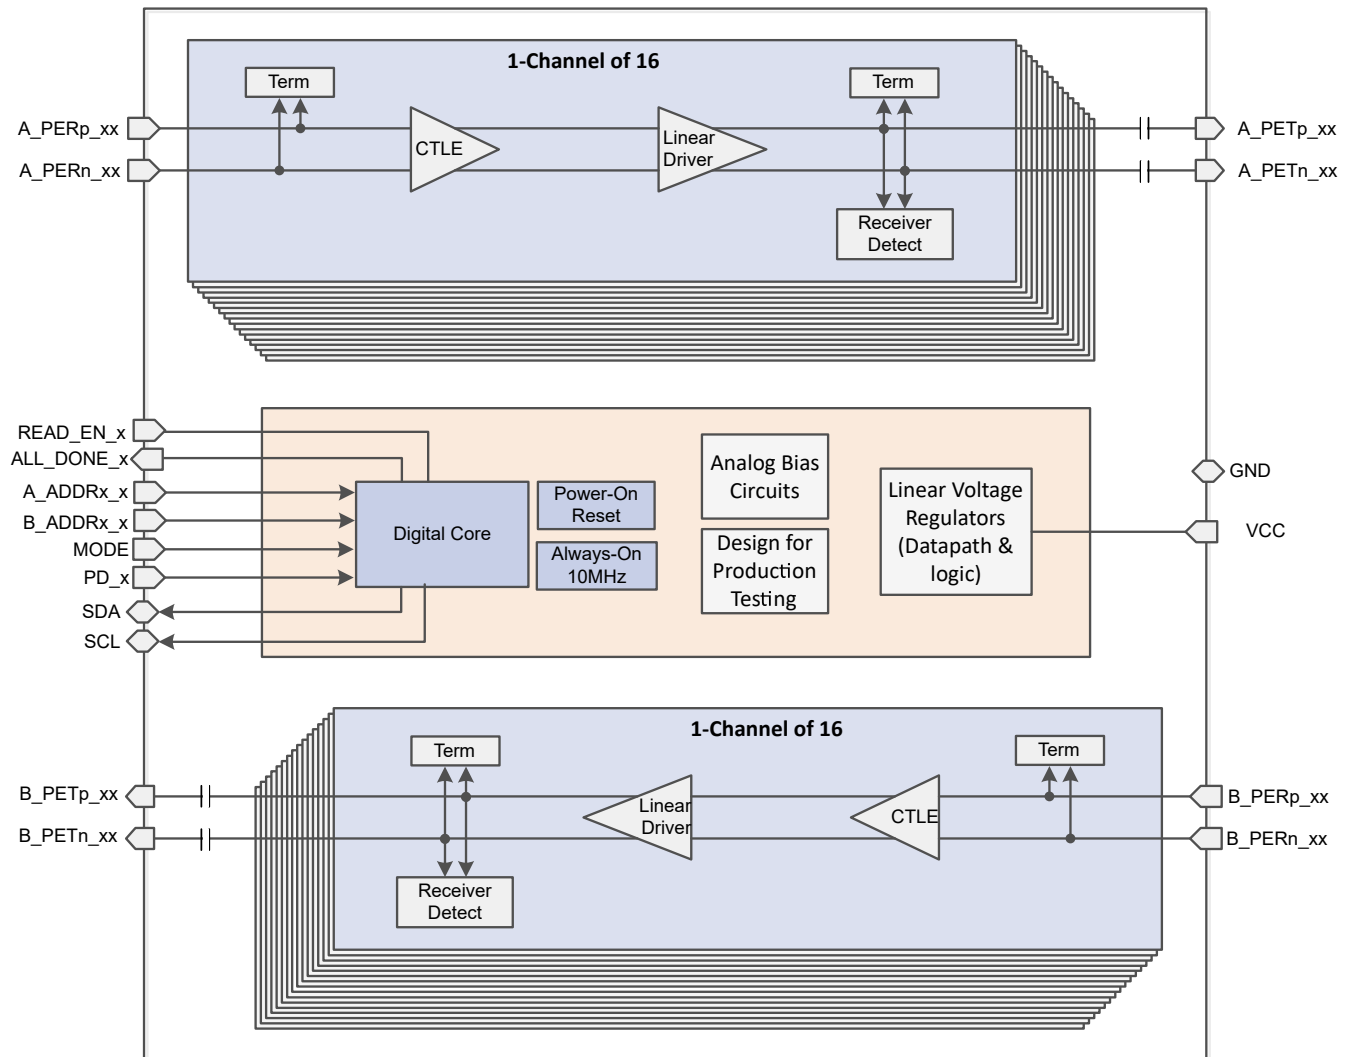 1-Channel of 16
Term
Term
A_PERp_xx
A_PETp_xx
CTLE
Linear
Driver
A_PERn_xx
A_PETn_xx
Receiver
Detect
READ_EN_x
ALL_DONE_x
A_ADDRx_x
B_ADDRx_x
MODE
PD_x
SDA
SCL
Digital Core
Power-On
Reset
Always-On
10MHz
Analog Bias
Circuits
Design for
Production
Testing
Linear Voltage
Regulators
(Datapath &
logic)
GND
VCC
1-Channel of 16
Term
Term
B_PETp_xx
B_PERp_xx
Linear
Driver
CTLE
B_PETn_xx
B_PERn_xx
Receiver
Detect